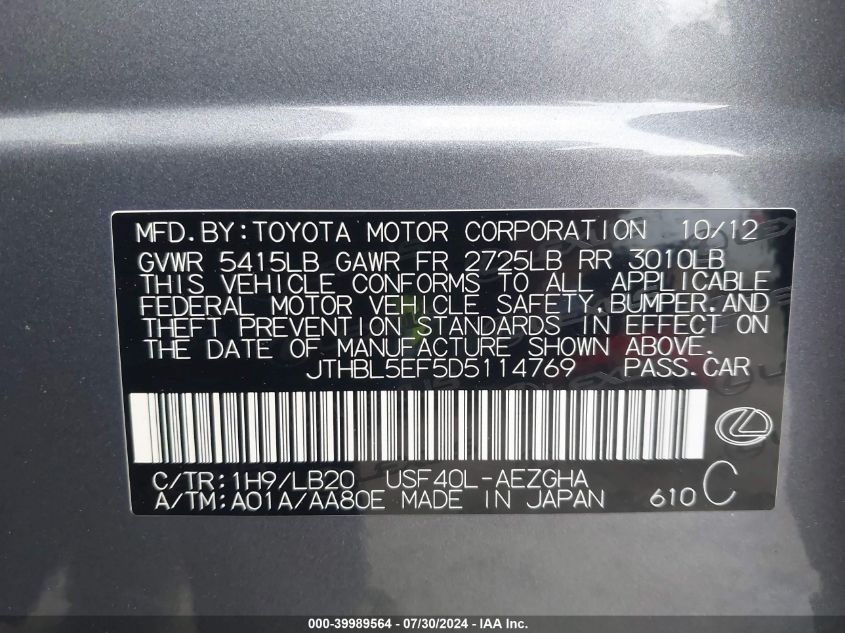 MFD.BY:TOYOTA MOTOR CORPORATION 10/12
GVWR 5415LB GAWR FR 2725LB RR 3010LB
THIS VEHICLE CONFORMS TO ALL APPLICABLE
FEDERAL MOTOR VEHICLE SAFETY,BUMPER,AND
THEFT PREVENTION STANDARDS IN EFFECT ON
THE DATE OF MANUFACTURE SHOWN ABOVE.
JTHBL5EF5D5114769 PASS.CAR
C/TR:1H9/LB20 USF40L-AEZGHA
A/TM:A01A/AA80E MADE IN JAPAN 610 C
000-39989564 - 07/30/2024 - IAA Inc.